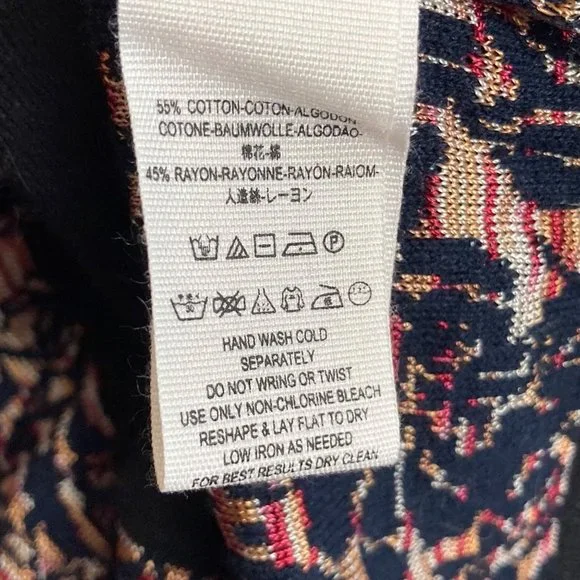 55% COTTON-COTON-ALGODON
COTONE-BAUMWOLLE-ALGODAO-
棉花-綿
45% RAYON-RAYONNE-RAYON-RAIOM-
人造絲-レーヨン
HAND WASH COLD
SEPARATELY
DO NOT WRING OR TWIST
USE ONLY NON-CHLORINE BLEACH
RESHAPE & LAY FLAT TO DRY
LOW IRON AS NEEDED
FOR BEST RESULTS DRY CLEAN